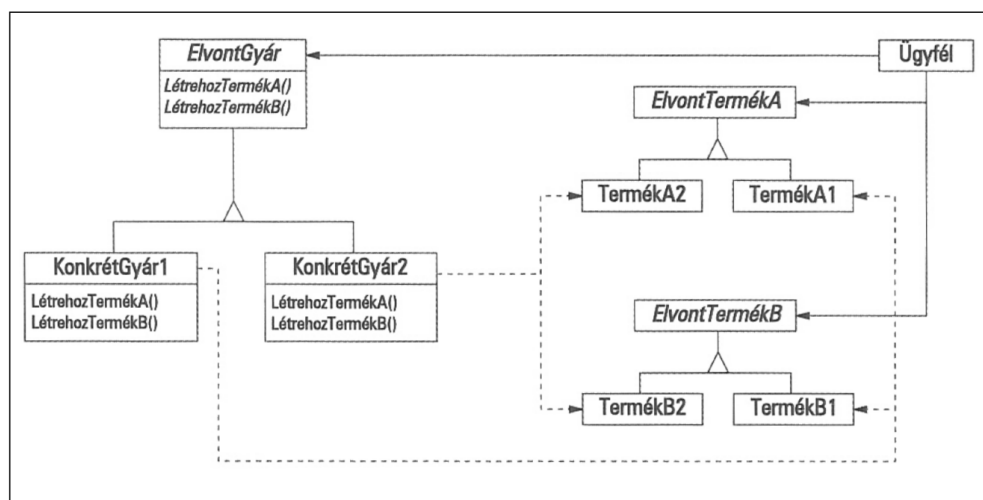 ElvontGyár
LétrehozTermékA()
LétrehozTermékB()
Ügyfél
ElvontTermékA
TermékA2
TermékA1
KonkrétGyár1
LétrehozTermékA()
LétrehozTermékB()
KonkrétGyár2
LétrehozTermékA()
LétrehozTermékB()
ElvontTermékB
TermékB2
TermékB1